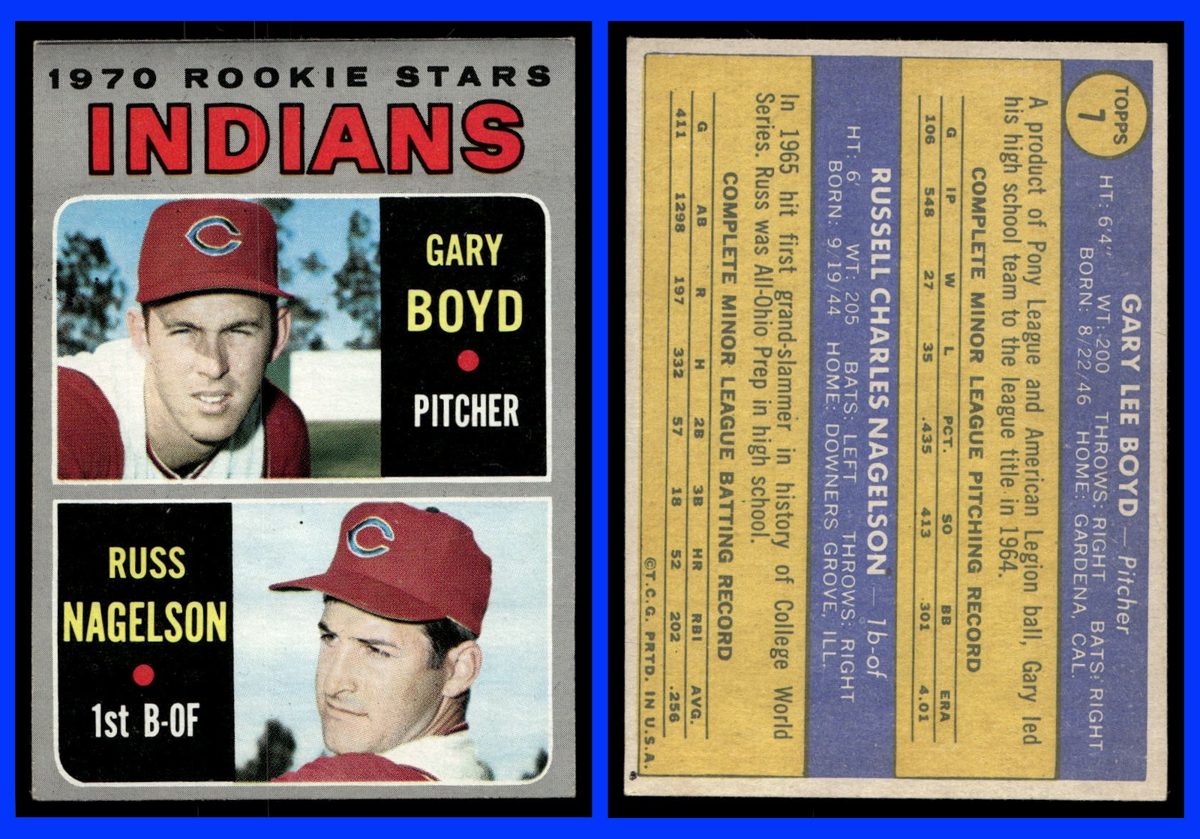 1970 ROOKIE STARS
INDIANS
C
GARY
BOYD
PITCHER
RUSS
NAGELSON
1st B-OF
C
TOPPS
7
GARY LEE BOYD — Pitcher
HT: 6'4" WT: 200 THROWS: RIGHT BATS: RIGHT
BORN: 8/22/46 HOME: GARDENA, CAL.
A product of Pony League and American Legion ball, Gary led
his high school team to the league title in 1964.
COMPLETE MINOR LEAGUE PITCHING RECORD
G IP W L PCT. SO BB ERA
106 548 27 35 .435 413 301 4.01
RUSSELL CHARLES NAGELSON — 1b-of
HT: 6' WT: 205 BATS: LEFT THROWS: RIGHT
BORN: 9/19/44 HOME: DOWNERS GROVE, ILL.
In 1965 hit first grand-slammer in history of College World
Series. Russ was All-Ohio Prep in high school.
COMPLETE MINOR LEAGUE BATTING RECORD
G AB R H 2B 3B HR RBI AVG.
411 1298 197 332 57 18 52 202 .256
©T.C.G. PRTD. IN U.S.A.